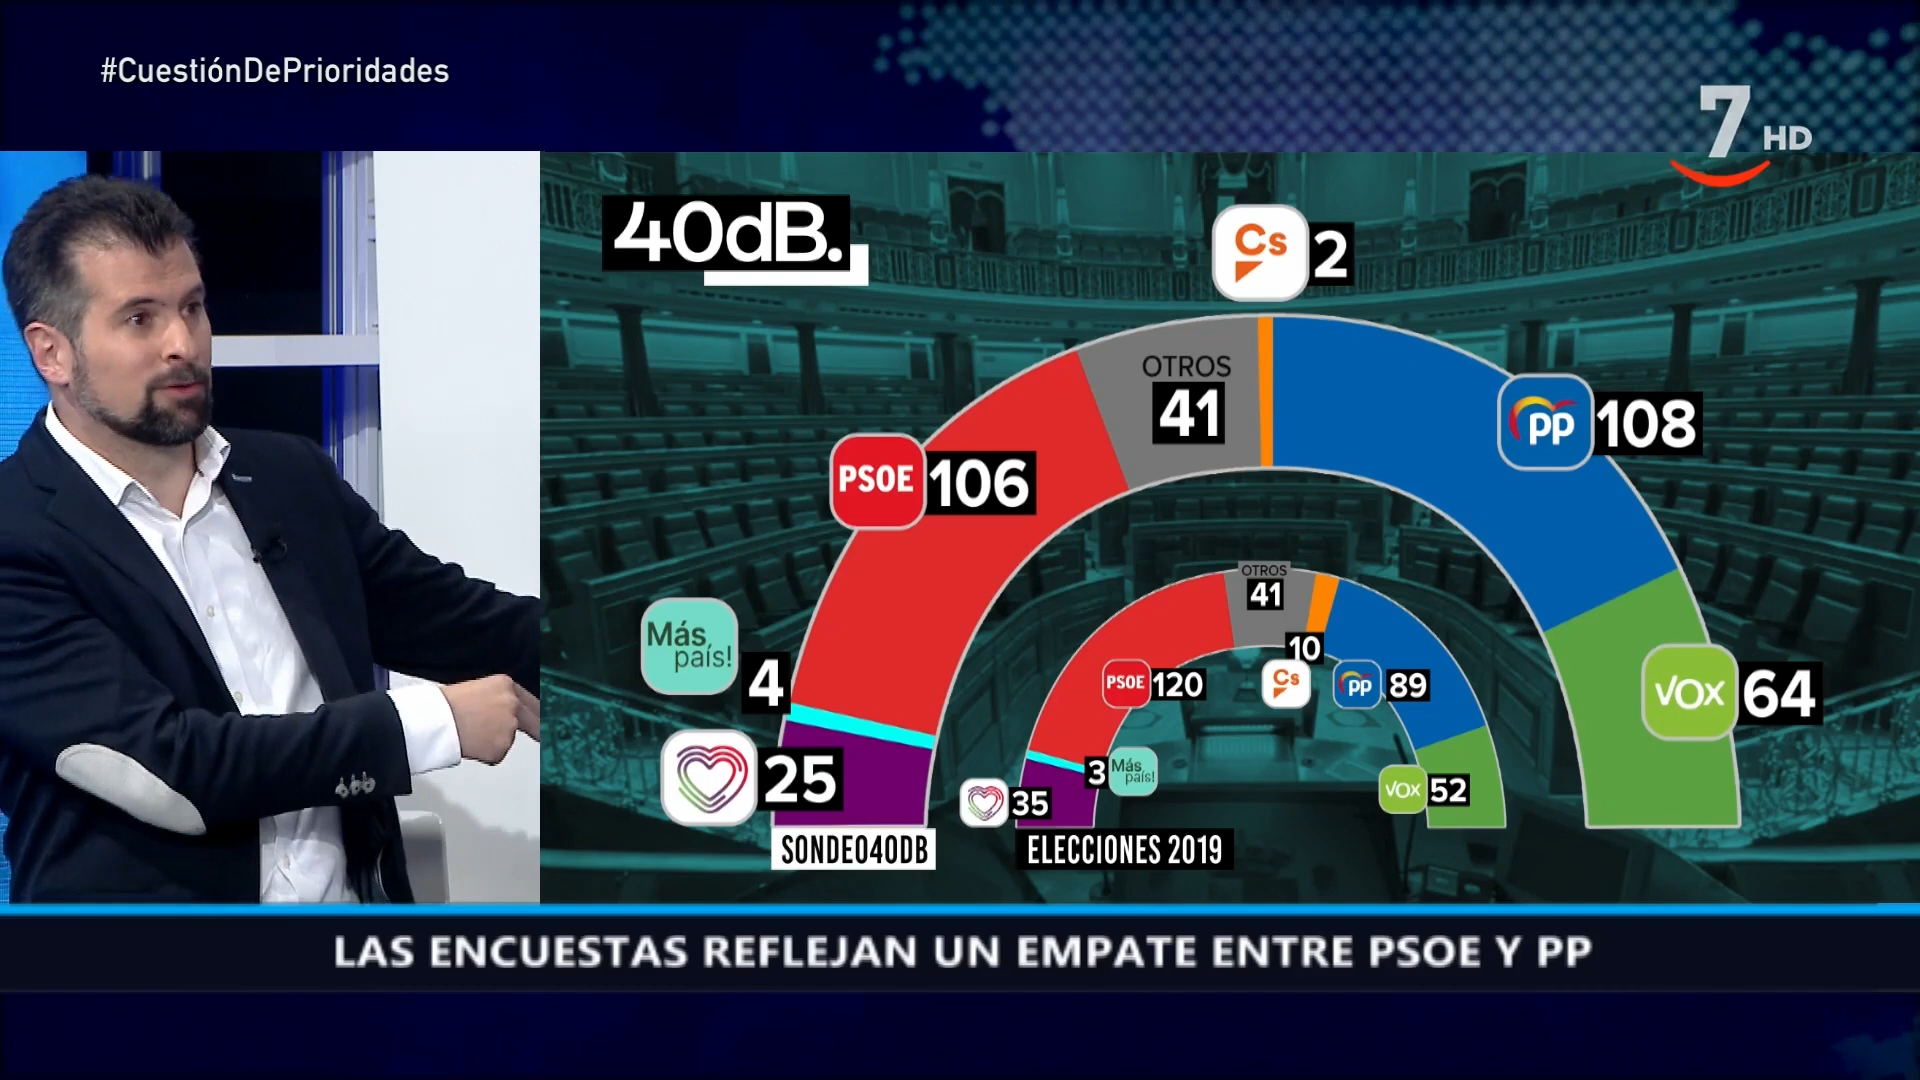 #CuestiónDePrioridades
7 HD
40dB.
Cs 2
OTROS
41
PP 108
PSOE 106
OTROS
41
Más
país!
4
10
PSOE 120
Cs
PP 89
VOX 64
25
3
Más
país!
35
VOX 52
SONDEO40DB
ELECCIONES 2019
LAS ENCUESTAS REFLEJAN UN EMPATE ENTRE PSOE Y PP